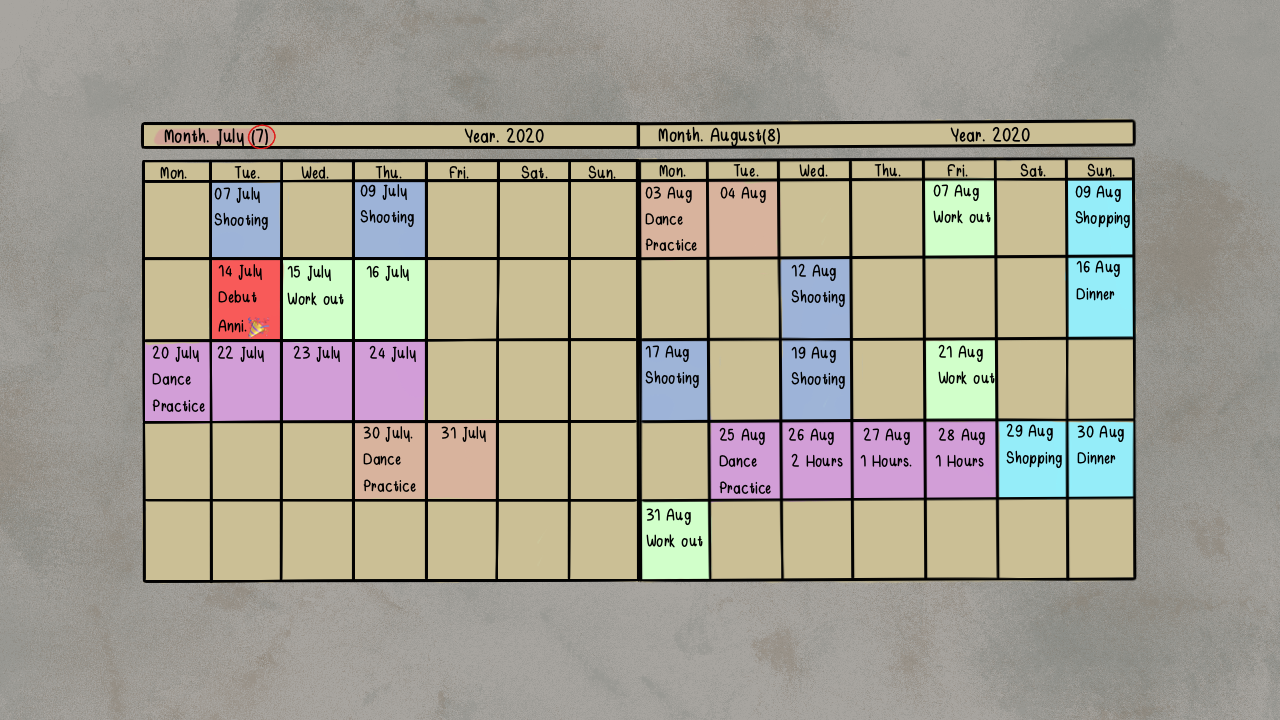 Month. July (7)
Year. 2020
Month. August(8)
Year. 2020
Mon. Tue. Wed. Thu. Fri. Sat. Sun.
Mon. Tue. Wed. Thu. Fri. Sat. Sun.
07 July
Shooting
09 July
Shooting
03 Aug
Dance
Practice
04 Aug
07 Aug
Work out
09 Aug
Shopping
14 July
Debut
Anni.🎉
15 July
Work out
16 July
12 Aug
Shooting
16 Aug
Dinner
20 July
Dance
Practice
22 July
23 July
24 July
17 Aug
Shooting
19 Aug
Shooting
21 Aug
Work out
30 July.
Dance
Practice
31 July
25 Aug
Dance
Practice
26 Aug
2 Hours
27 Aug
1 Hours.
28 Aug
1 Hours
29 Aug
Shopping
30 Aug
Dinner
31 Aug
Work out